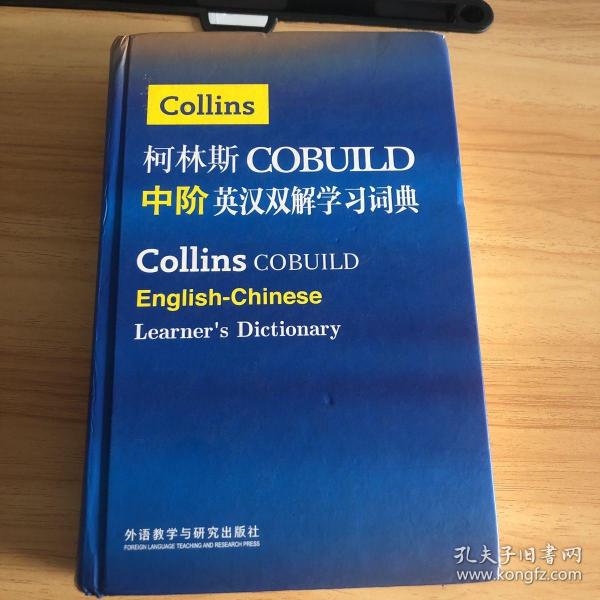 Collins
柯林斯 COBUILD
中阶 英汉双解学习词典
Collins COBUILD
English-Chinese
Learner's Dictionary
外语教学与研究出版社
FOREIGN LANGUAGE TEACHING AND RESEARCH PRESS
孔夫子旧书网
www.kongfz.com